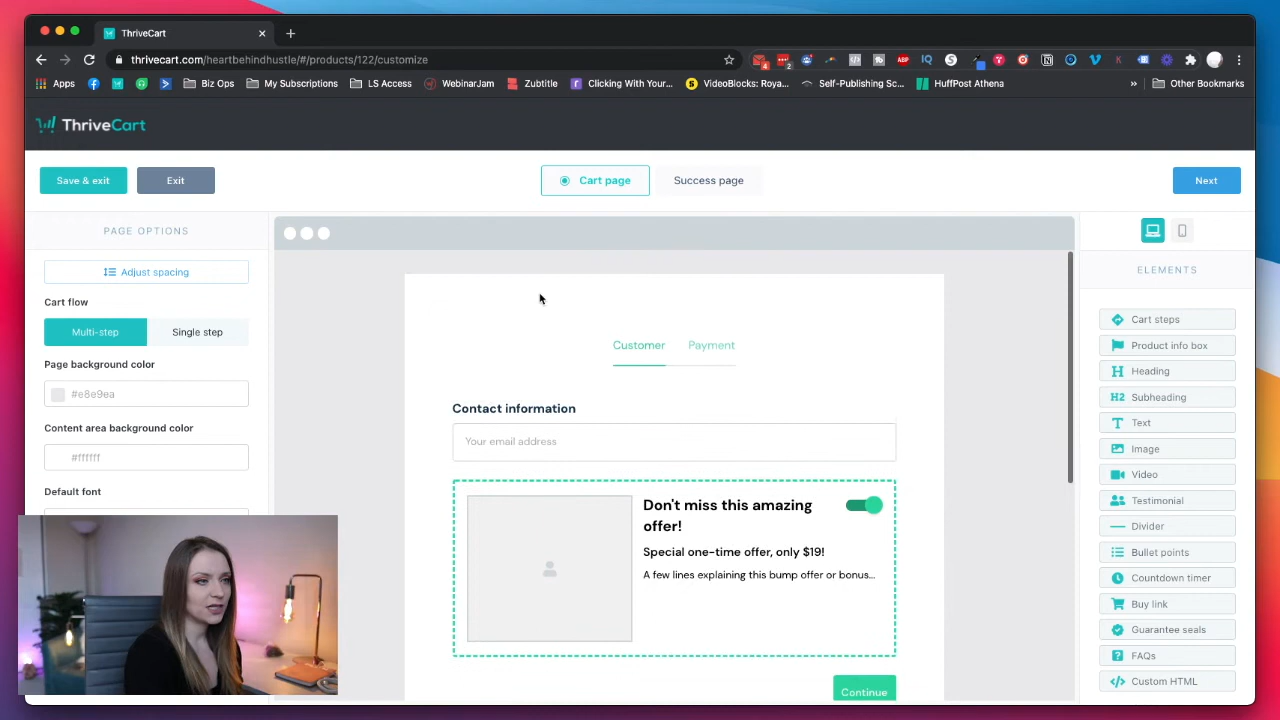 ThriveCart
thrivecart.com/heartbehindhustle/#/products/122/customize
4
2
ABP
IQ
Apps
Biz Ops
My Subscriptions
LS Access
WebinarJam
Zubtitle
Clicking With Your...
VideoBlocks: Roya...
Self-Publishing Sc...
HuffPost Athena
»
Other Bookmarks
ThriveCart
Save & exit
Exit
Cart page
Success page
Next
PAGE OPTIONS
Adjust spacing
Cart flow
Multi-step
Single step
Page background color
#e8e9ea
Content area background color
#ffffff
Default font
Customer
Payment
Contact information
Your email address
Don't miss this amazing
offer!
Special one-time offer, only $19!
A few lines explaining this bump offer or bonus...
Continue
ELEMENTS
Cart steps
Product info box
H Heading
H2 Subheading
T Text
Image
Video
Testimonial
Divider
Bullet points
Countdown timer
Buy link
Guarantee seals
FAQs
Custom HTML